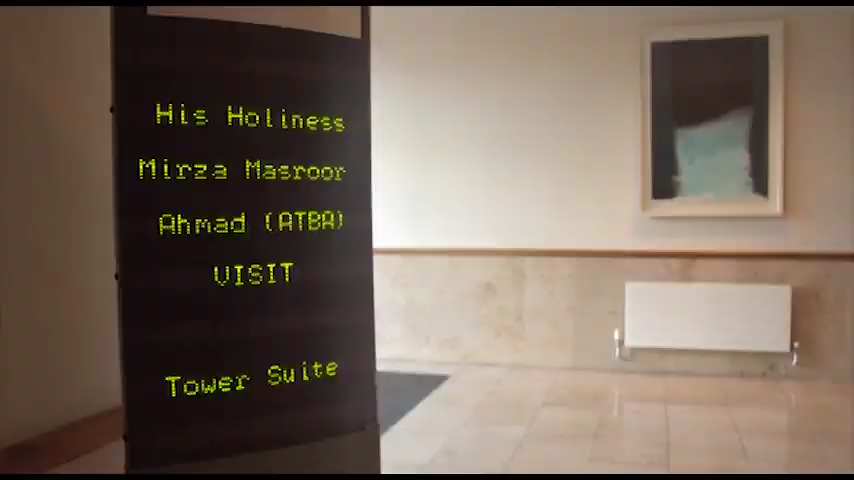 His Holiness
Mirza Masroor
Ahmad (ATBA)
VISIT
Tower Suite